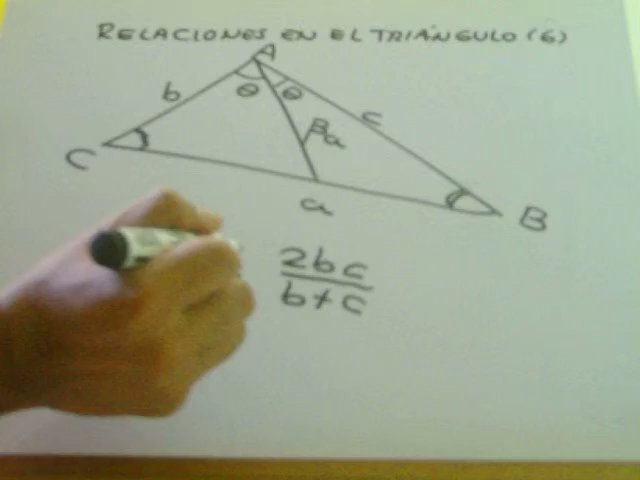 RELACIONES EN EL TRIÁNGULO (6)
A
b
θ θ
c
βa
C
a
B
2bc
b+c